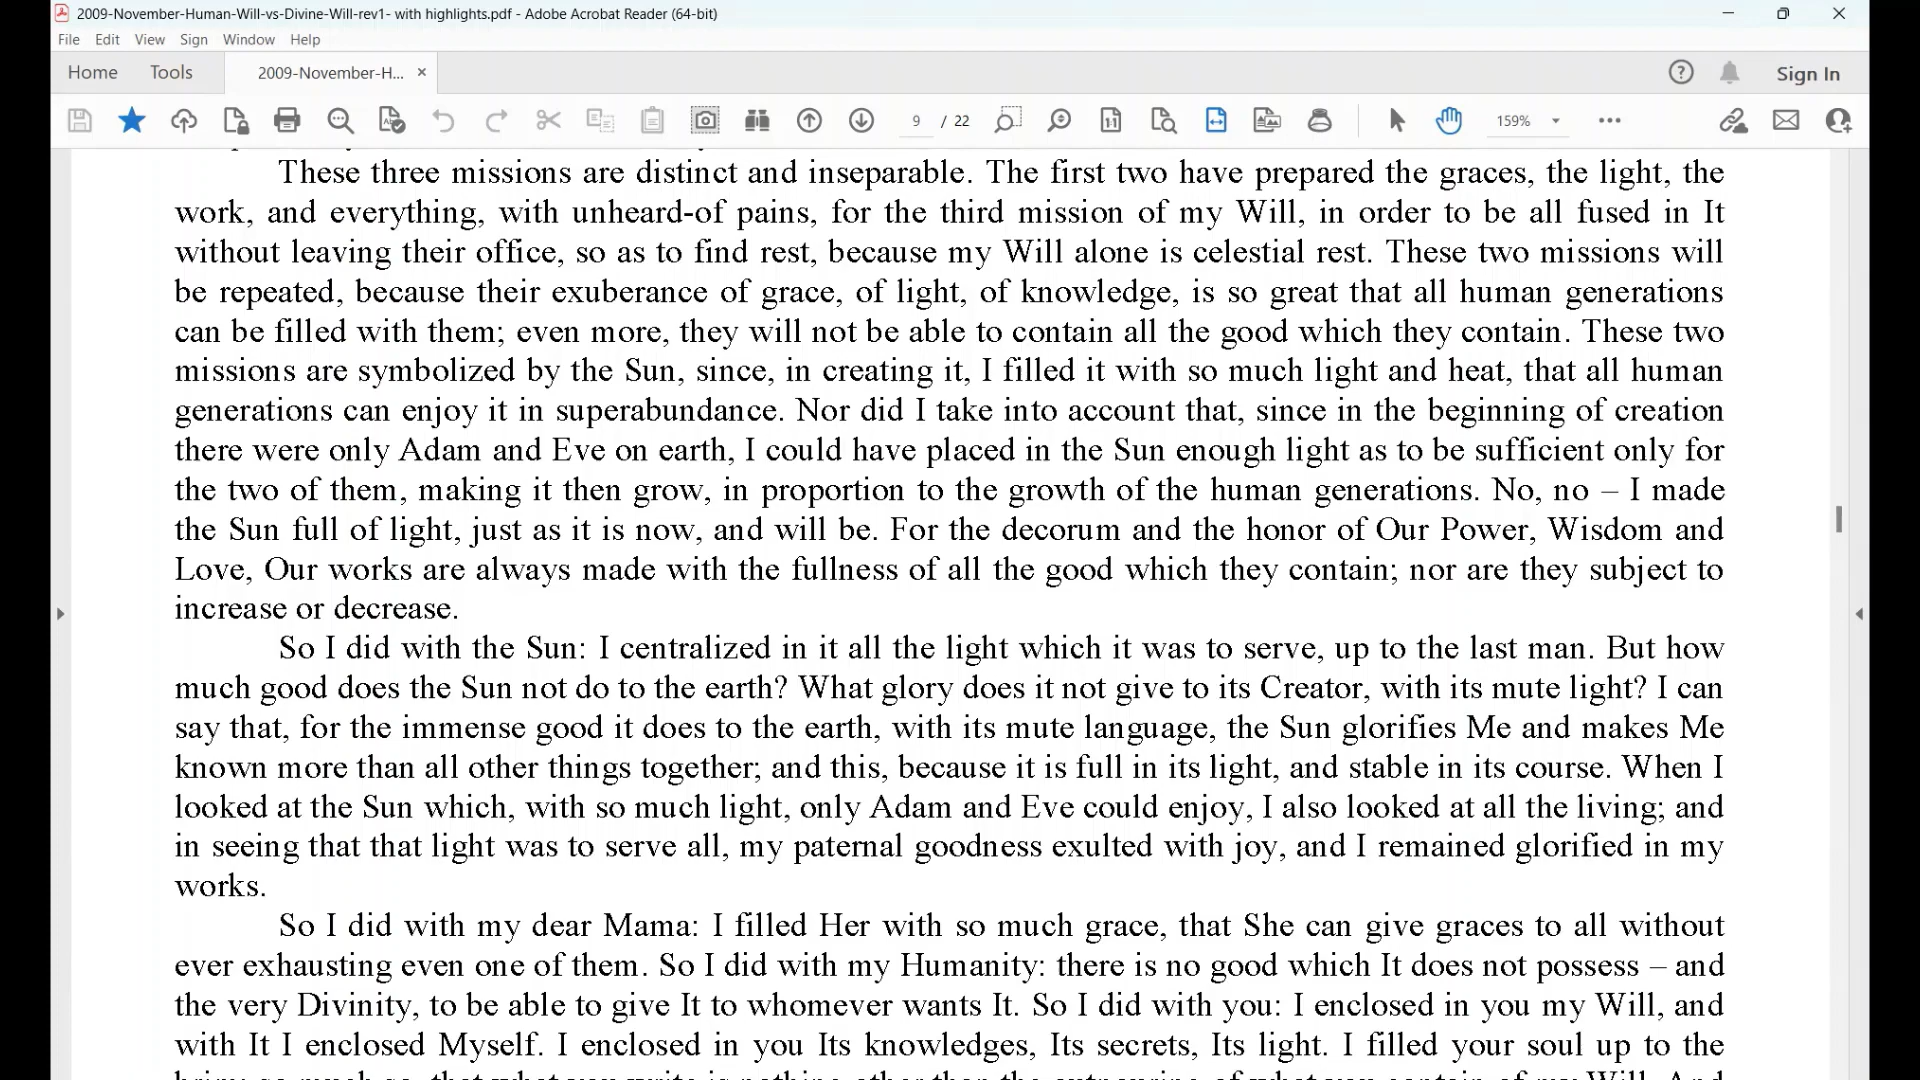 2009-November-Human-Will-vs-Divine-Will-rev1- with highlights.pdf - Adobe Acrobat Reader (64-bit)
File Edit View Sign Window Help
Home Tools 2009-November-H... × Sign In
9 / 22 159%
These three missions are distinct and inseparable. The first two have prepared the graces, the light, the
work, and everything, with unheard-of pains, for the third mission of my Will, in order to be all fused in It
without leaving their office, so as to find rest, because my Will alone is celestial rest. These two missions will
be repeated, because their exuberance of grace, of light, of knowledge, is so great that all human generations
can be filled with them; even more, they will not be able to contain all the good which they contain. These two
missions are symbolized by the Sun, since, in creating it, I filled it with so much light and heat, that all human
generations can enjoy it in superabundance. Nor did I take into account that, since in the beginning of creation
there were only Adam and Eve on earth, I could have placed in the Sun enough light as to be sufficient only for
the two of them, making it then grow, in proportion to the growth of the human generations. No, no – I made
the Sun full of light, just as it is now, and will be. For the decorum and the honor of Our Power, Wisdom and
Love, Our works are always made with the fullness of all the good which they contain; nor are they subject to
increase or decrease.
So I did with the Sun: I centralized in it all the light which it was to serve, up to the last man. But how
much good does the Sun not do to the earth? What glory does it not give to its Creator, with its mute light? I can
say that, for the immense good it does to the earth, with its mute language, the Sun glorifies Me and makes Me
known more than all other things together; and this, because it is full in its light, and stable in its course. When I
looked at the Sun which, with so much light, only Adam and Eve could enjoy, I also looked at all the living; and
in seeing that that light was to serve all, my paternal goodness exulted with joy, and I remained glorified in my
works.
So I did with my dear Mama: I filled Her with so much grace, that She can give graces to all without
ever exhausting even one of them. So I did with my Humanity: there is no good which It does not possess – and
the very Divinity, to be able to give It to whomever wants It. So I did with you: I enclosed in you my Will, and
with It I enclosed Myself. I enclosed in you Its knowledges, Its secrets, Its light. I filled your soul up to the